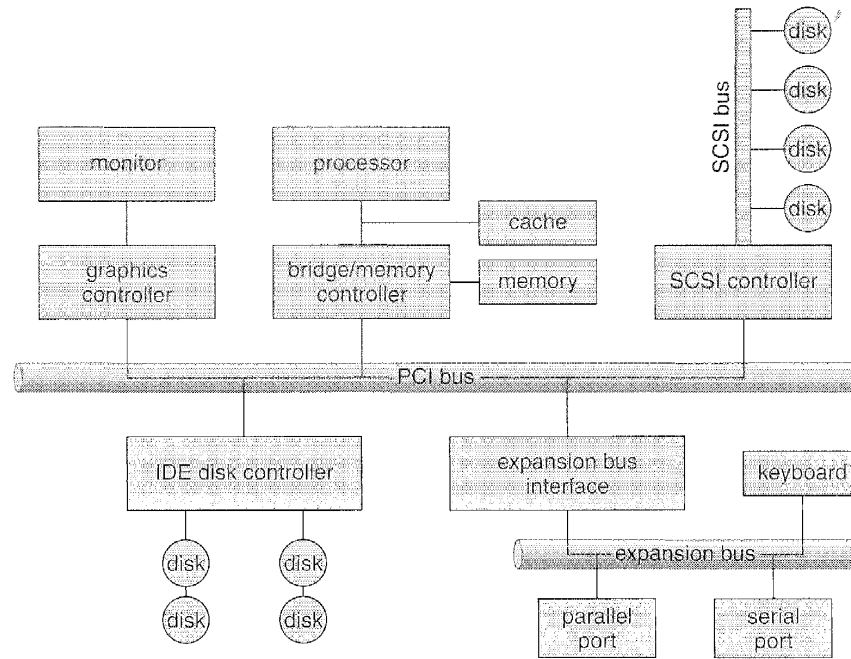 disk
disk
SCSI bus
disk
disk
monitor
processor
cache
graphics
controller
bridge/memory
controller
memory
SCSI controller
PCI bus
IDE disk controller
expansion bus
interface
keyboard
disk
disk
expansion bus
disk
disk
parallel
port
serial
port